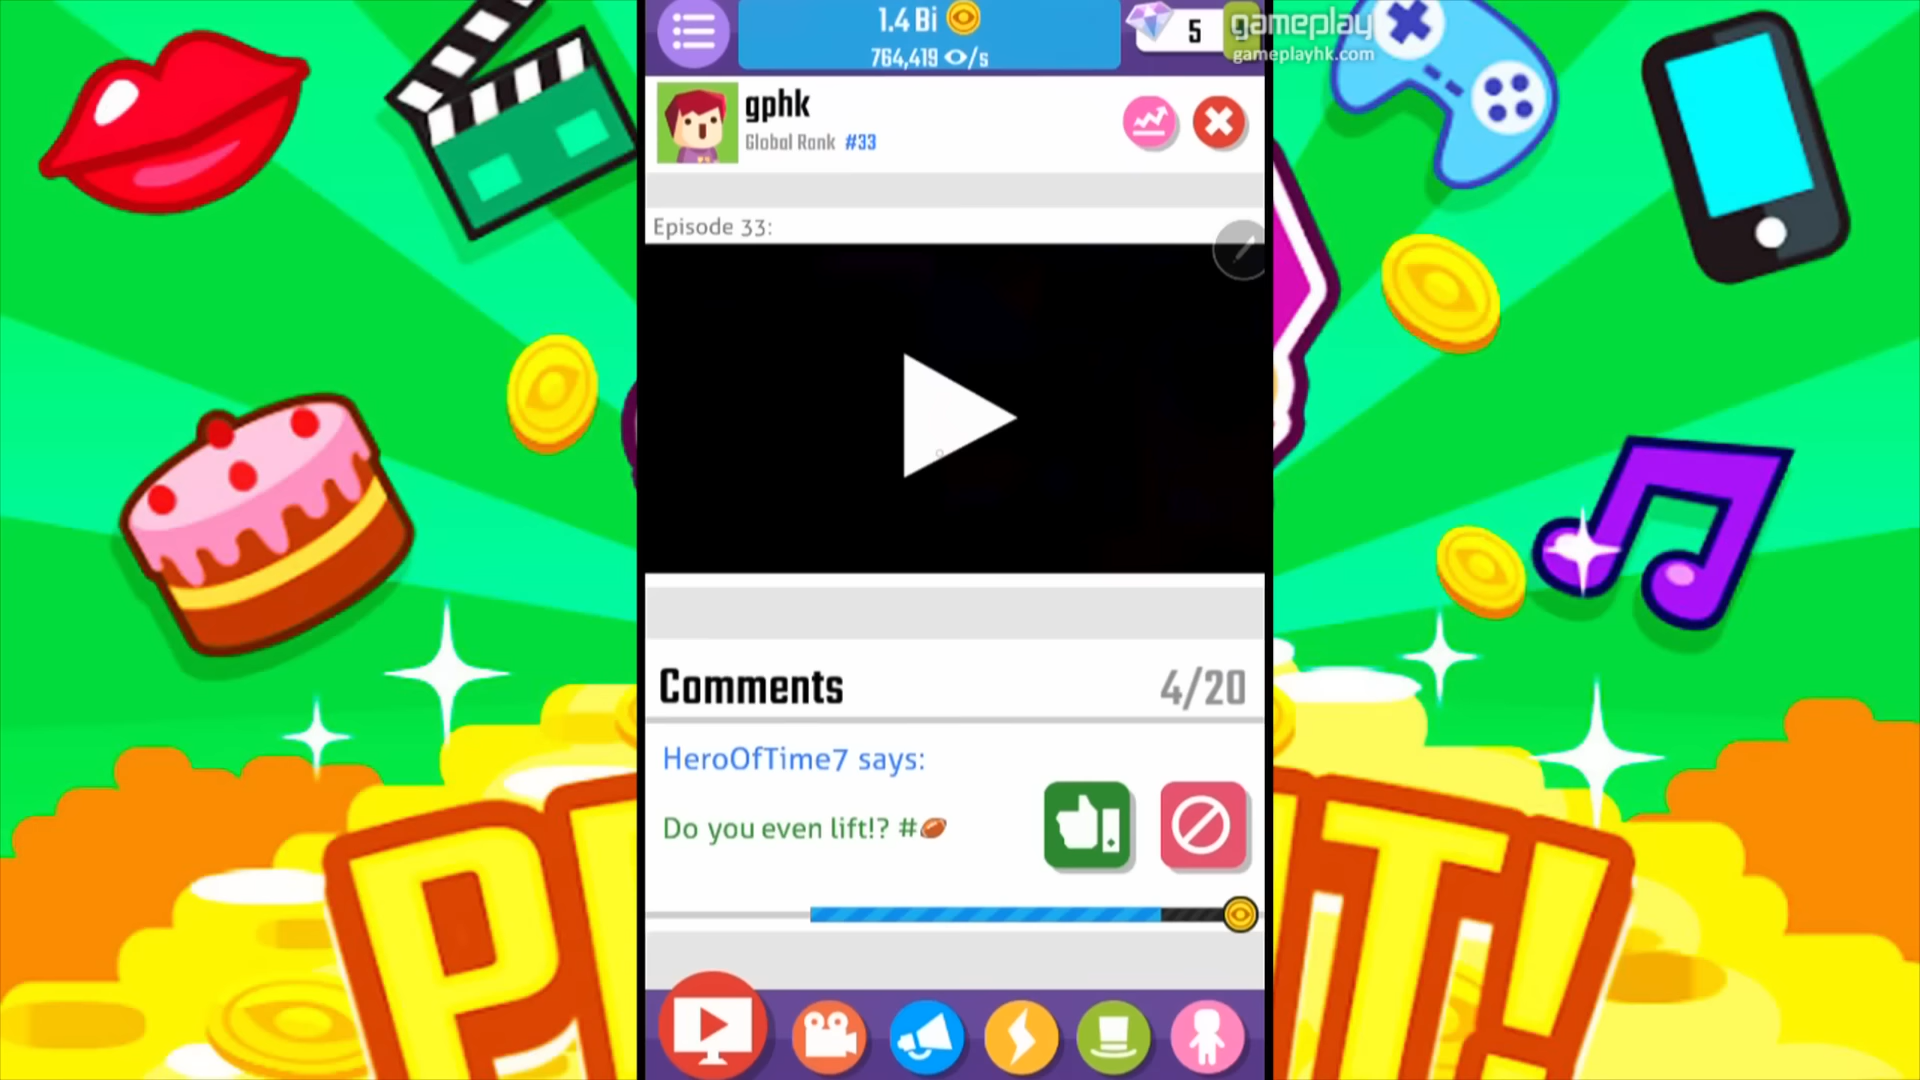 1.4 Bi
764,419 /s
5
gameplay
gameplayhk.com
gphk
Global Rank #33
Episode 33:
Comments 4/20
HeroOfTime7 says:
Do you even lift!? #🏈